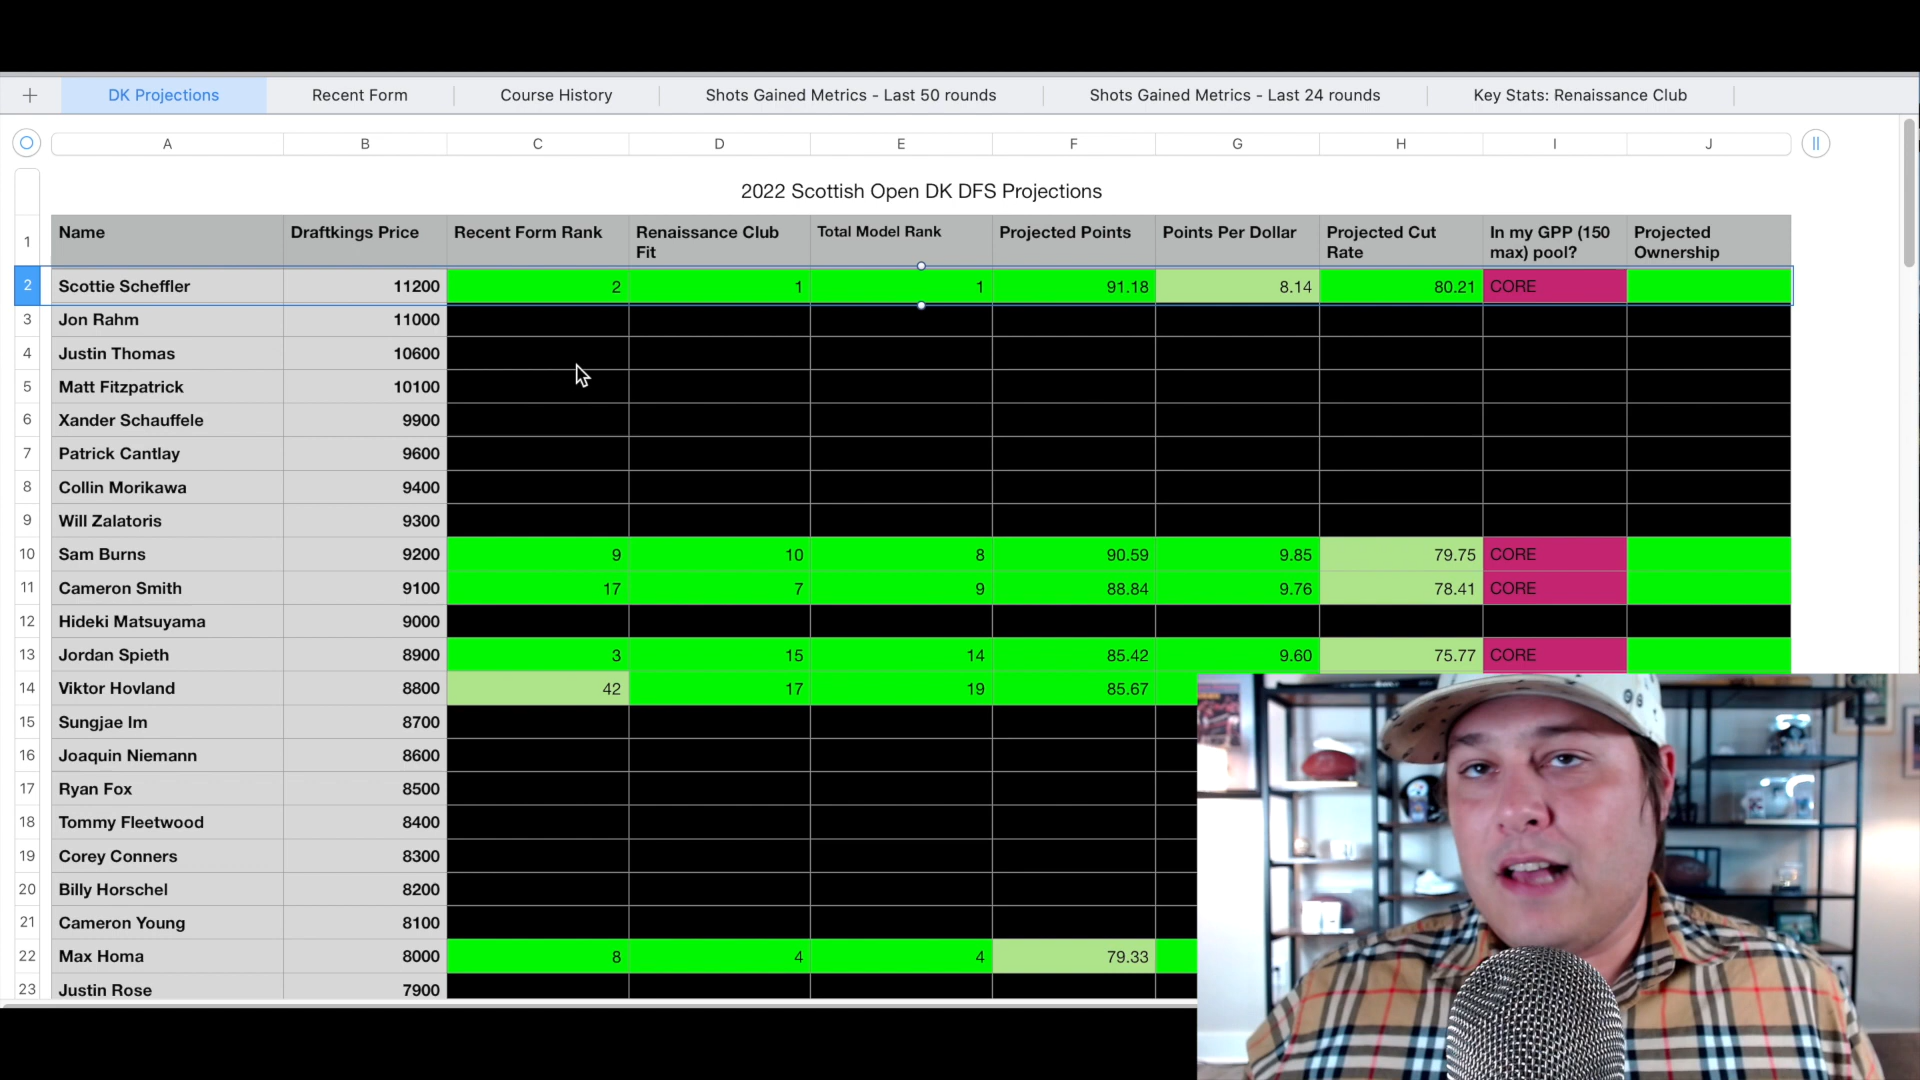 DK Projections Recent Form Course History Shots Gained Metrics - Last 50 rounds Shots Gained Metrics - Last 24 rounds Key Stats: Renaissance Club
A B C D E F G H I J
2022 Scottish Open DK DFS Projections
1 Name Draftkings Price Recent Form Rank Renaissance Club Fit Total Model Rank Projected Points Points Per Dollar Projected Cut Rate In my GPP (150 max) pool? Projected Ownership
2 Scottie Scheffler 11200 2 1 1 91.18 8.14 80.21 CORE
3 Jon Rahm 11000
4 Justin Thomas 10600
5 Matt Fitzpatrick 10100
6 Xander Schauffele 9900
7 Patrick Cantlay 9600
8 Collin Morikawa 9400
9 Will Zalatoris 9300
10 Sam Burns 9200 9 10 8 90.59 9.85 79.75 CORE
11 Cameron Smith 9100 17 7 9 88.84 9.76 78.41 CORE
12 Hideki Matsuyama 9000
13 Jordan Spieth 8900 3 15 14 85.42 9.60 75.77 CORE
14 Viktor Hovland 8800 42 17 19 85.67
15 Sungjae Im 8700
16 Joaquin Niemann 8600
17 Ryan Fox 8500
18 Tommy Fleetwood 8400
19 Corey Conners 8300
20 Billy Horschel 8200
21 Cameron Young 8100
22 Max Homa 8000 8 4 4 79.33
23 Justin Rose 7900